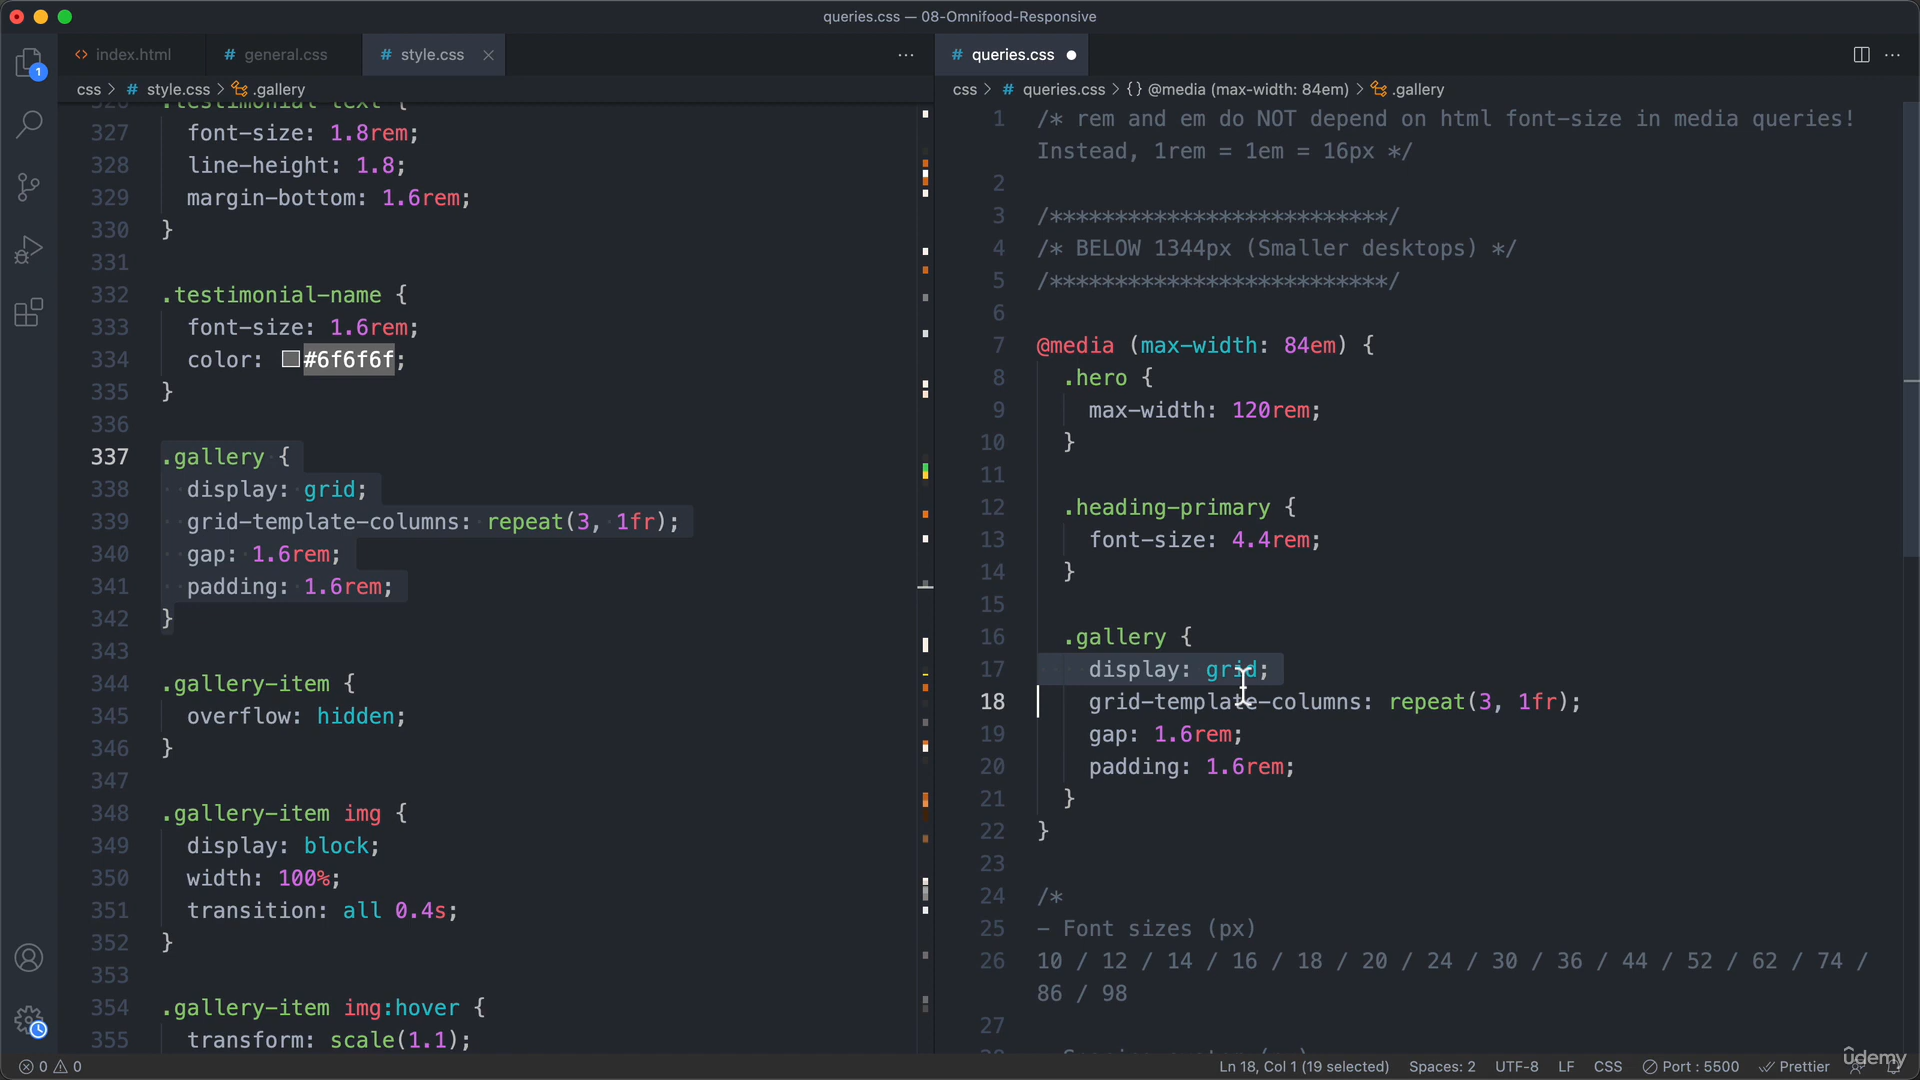 queries.css — 08-Omnifood-Responsive
index.html
# general.css
# style.css
# queries.css
css > # style.css > .gallery
css > # queries.css > {} @media (max-width: 84em) > .gallery
1
326 .testimonial-text {
327 font-size: 1.8rem;
328 line-height: 1.8;
329 margin-bottom: 1.6rem;
330 }
331
332 .testimonial-name {
333 font-size: 1.6rem;
334 color: #6f6f6f;
335 }
336
337 .gallery {
338 display: grid;
339 grid-template-columns: repeat(3, 1fr);
340 gap: 1.6rem;
341 padding: 1.6rem;
342 }
343
344 .gallery-item {
345 overflow: hidden;
346 }
347
348 .gallery-item img {
349 display: block;
350 width: 100%;
351 transition: all 0.4s;
352 }
353
354 .gallery-item img:hover {
355 transform: scale(1.1);
1 /* rem and em do NOT depend on html font-size in media queries!
Instead, 1rem = 1em = 16px */
2
3 /**************************/
4 /* BELOW 1344px (Smaller desktops) */
5 /**************************/
6
7 @media (max-width: 84em) {
8 .hero {
9 max-width: 120rem;
10 }
11
12 .heading-primary {
13 font-size: 4.4rem;
14 }
15
16 .gallery {
17 display: grid;
18 grid-template-columns: repeat(3, 1fr);
19 gap: 1.6rem;
20 padding: 1.6rem;
21 }
22 }
23
24 /*
25 - Font sizes (px)
26 10 / 12 / 14 / 16 / 18 / 20 / 24 / 30 / 36 / 44 / 52 / 62 / 74 /
86 / 98
27
0 0
Ln 18, Col 1 (19 selected) Spaces: 2 UTF-8 LF CSS Port : 5500 Prettier
ûdemy